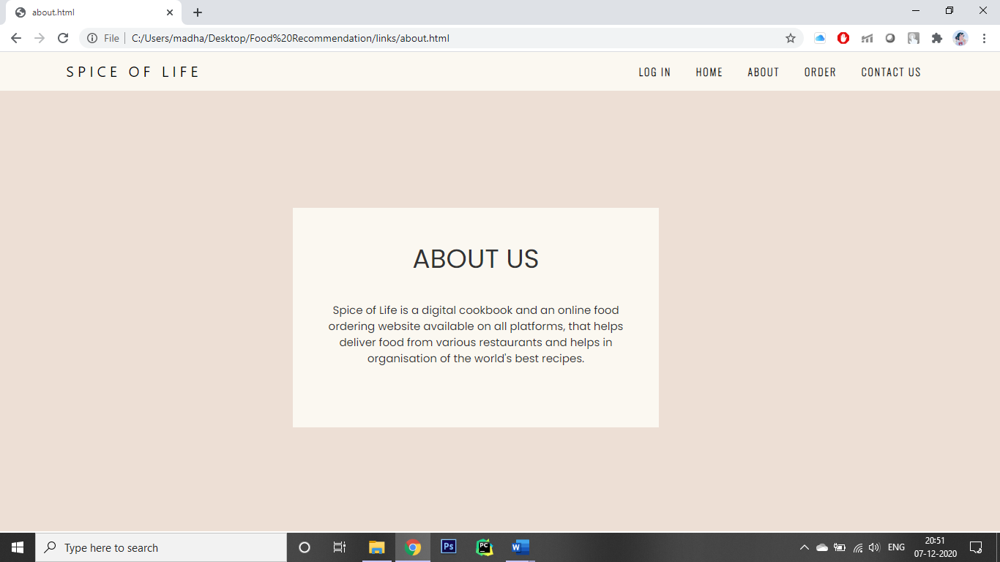 about.html
File
C:/Users/madha/Desktop/Food%20Recommendation/links/about.html
SPICE OF LIFE
LOG IN HOME ABOUT ORDER CONTACT US
ABOUT US
Spice of Life is a digital cookbook and an online food
ordering website available on all platforms, that helps
deliver food from various restaurants and helps in
organisation of the world's best recipes.
Type here to search
Ps
PC
W
ENG
20:51
07-12-2020